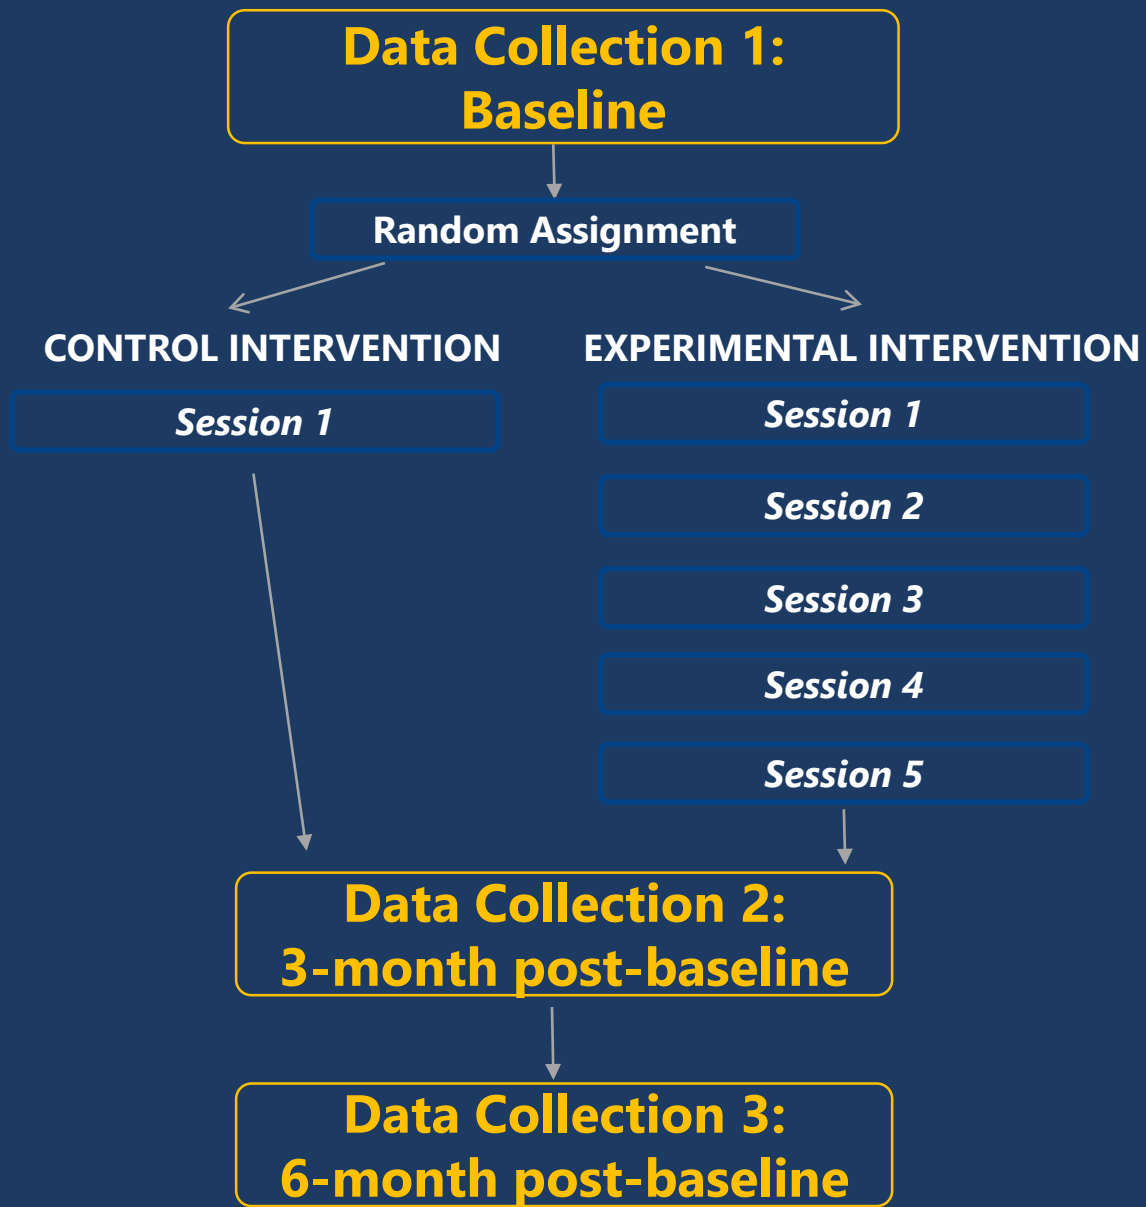 Data Collection 1:
Baseline
Random Assignment
CONTROL INTERVENTION
Session 1
EXPERIMENTAL INTERVENTION
Session 1
Session 2
Session 3
Session 4
Session 5
Data Collection 2:
3-month post-baseline
Data Collection 3:
6-month post-baseline